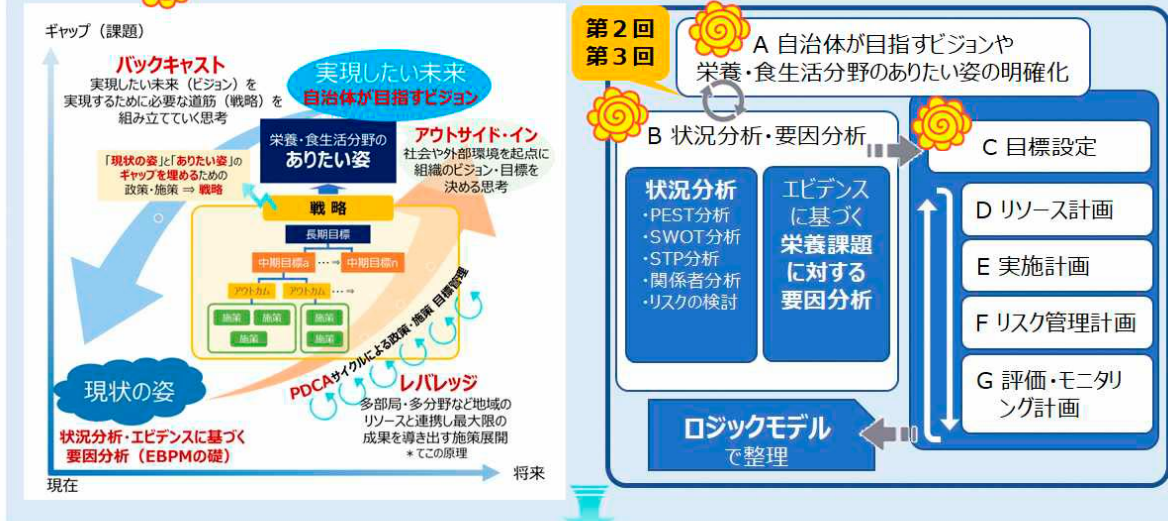 ギャップ（課題）
バックキャスト
実現したい未来（ビジョン）を
実現するために必要な道筋（戦略）を
組み立てていく思考
実現したい未来
自治体が目指すビジョン
栄養・食生活分野の
ありたい姿
アウトサイド・イン
社会や外部環境を起点に
組織のビジョン・目標を
決める思考
「現状の姿」と「ありたい姿」の
ギャップを埋めるための
政策・施策 ⇒ 戦略
戦略
長期目標
中期目標a … ⇒ 中期目標n
アウトカム アウトカム … ⇒
施策 施策 施策
施策 施策
PDCAサイクルによる政策・施策 目標管理
現状の姿
状況分析・エビデンスに基づく
要因分析（EBPMの礎）
レバレッジ
多部局・多分野など地域の
リソースと連携し最大限の
成果を導き出す施策展開
＊てこの原理
現在
将来
第２回
第３回
A 自治体が目指すビジョンや
栄養・食生活分野のありたい姿の明確化
B 状況分析・要因分析
状況分析
・PEST分析
・SWOT分析
・STP分析
・関係者分析
・リスクの検討
エビデンス
に基づく
栄養課題
に対する
要因分析
C 目標設定
D リソース計画
E 実施計画
F リスク管理計画
G 評価・モニタリ
ング計画
ロジックモデル
で整理